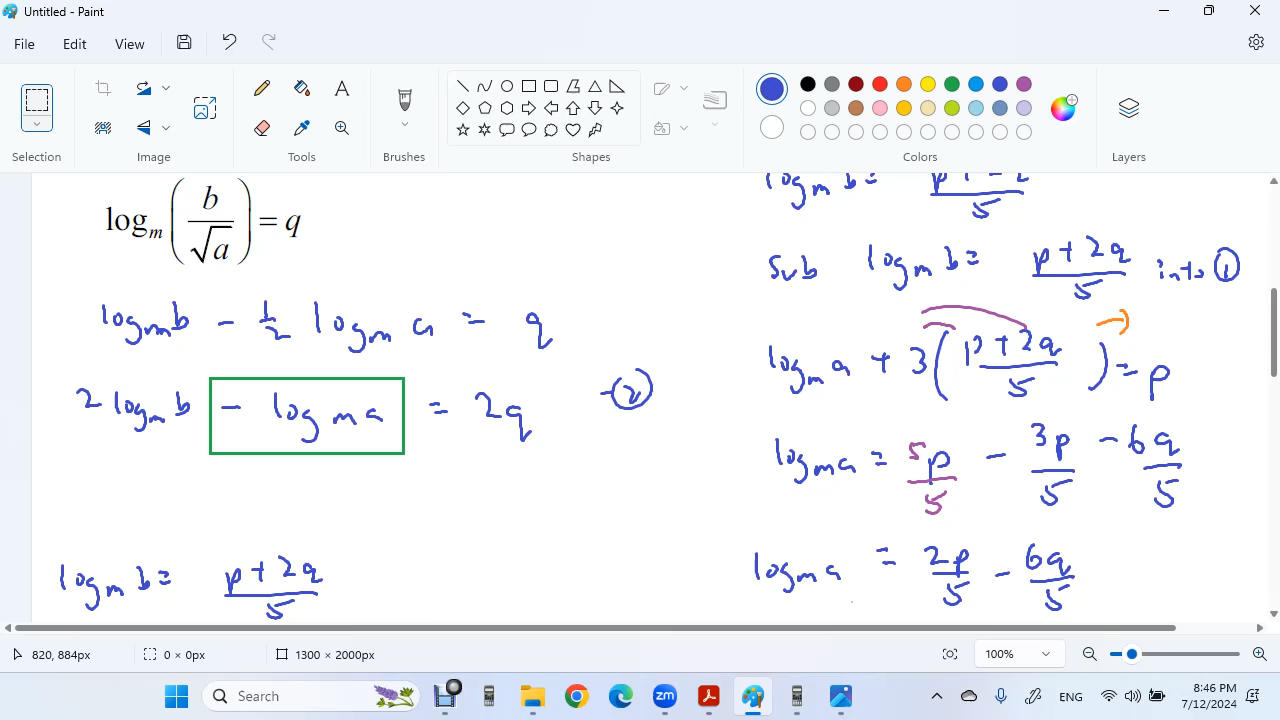 Untitled - Paint
File Edit View
Selection Image Tools Brushes Shapes Colors Layers
log_m (b/√a) = q
log_m b - 1/2 log_m a = q
2 log_m b - log_m a = 2q - ②
log_m b = (p + 2q)/5
log_m b = 5
Sub log_m b = (p + 2q)/5 into ①
log_m a + 3 ((p + 2q)/5) = p
log_m a = 5p/5 - 3p/5 - 6q/5
log_m a = 2p/5 - 6q/5
820, 884px 0 × 0px 1300 × 2000px 100%
Search ENG 8:46 PM
7/12/2024